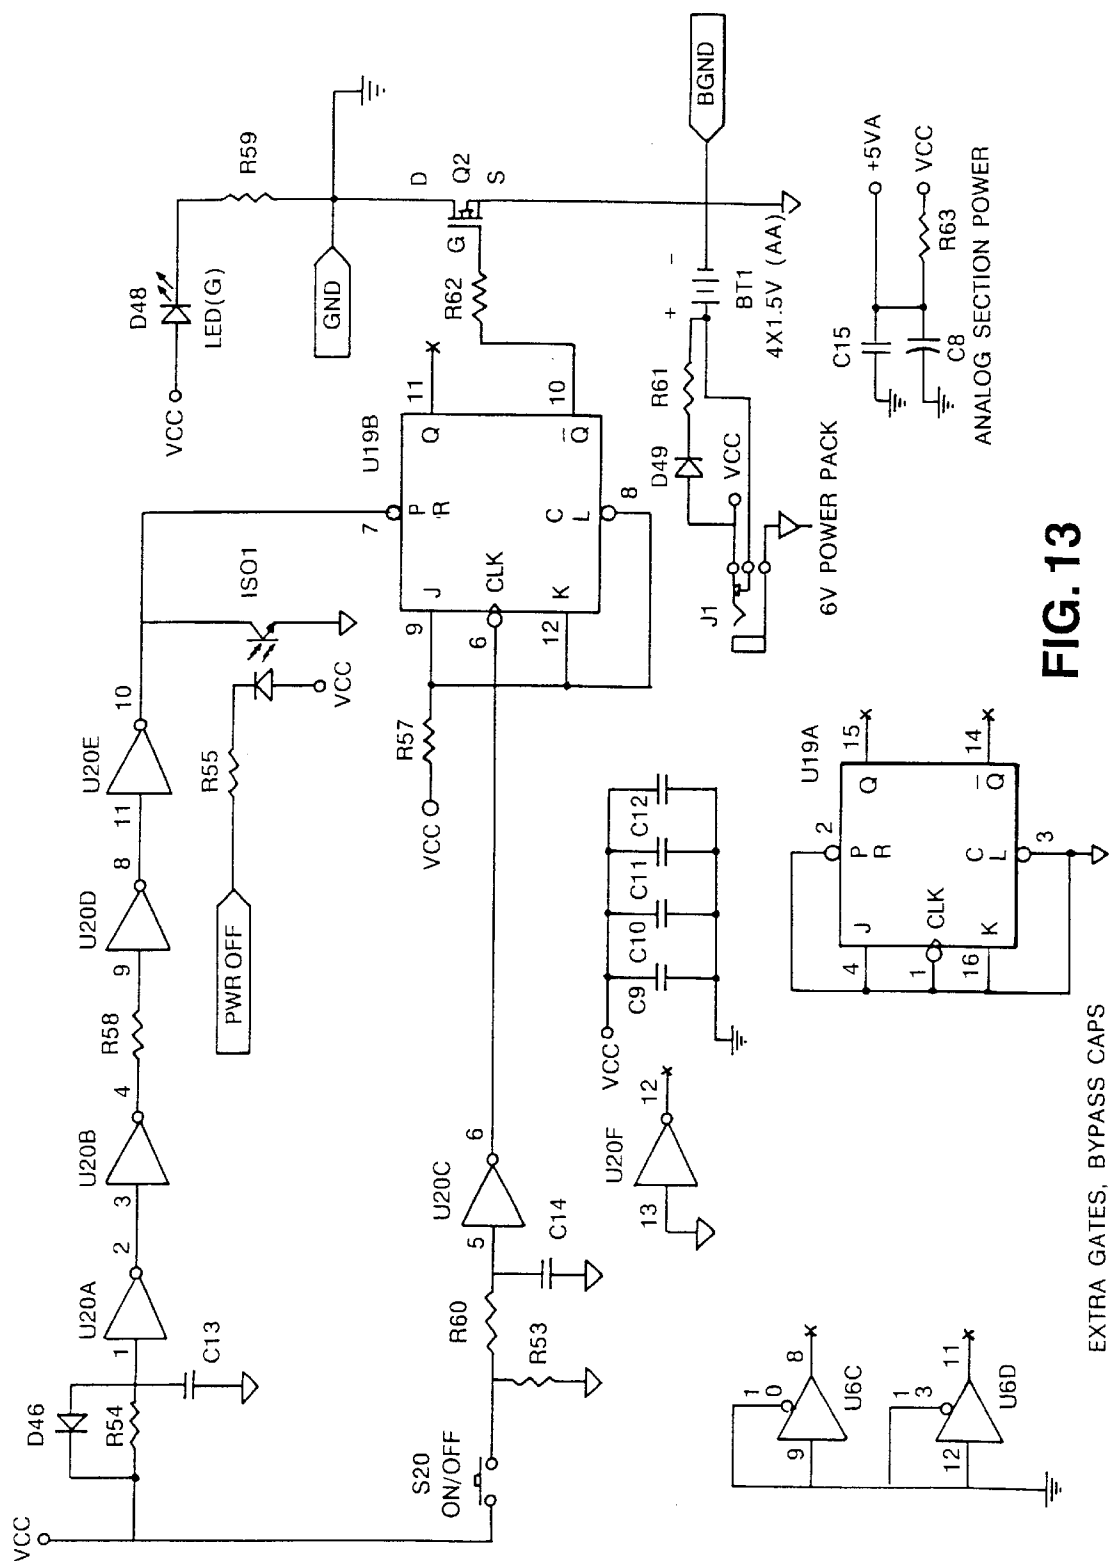 VCC
D46
R54
1
C13
U20A
2
3
U20B
4
R58
9
U20D
8
11
U20E
10
PWR OFF
R55
VCC
ISO1
VCC
D48
LED(G)
R59
GND
S20
ON/OFF
R53
R60
5
C14
U20C
6
VCC
R57
9
6
12
J
CLK
K
7
P
R
C
L
8
U19B
Q
11
Q
10
R62
G
D
Q2
S
J1
6V POWER PACK
VCC
D49
R61
+
-
BT1
4X1.5V (AA)
BGND
U20F
13
12
VCC
C9
C10
C11
C12
1
0
9
8
U6C
1
3
12
11
U6D
4
1
16
J
CLK
K
2
P
R
C
L
3
U19A
Q
15
Q
14
EXTRA GATES, BYPASS CAPS
C15
C8
+5VA
VCC
R63
ANALOG SECTION POWER
FIG. 13